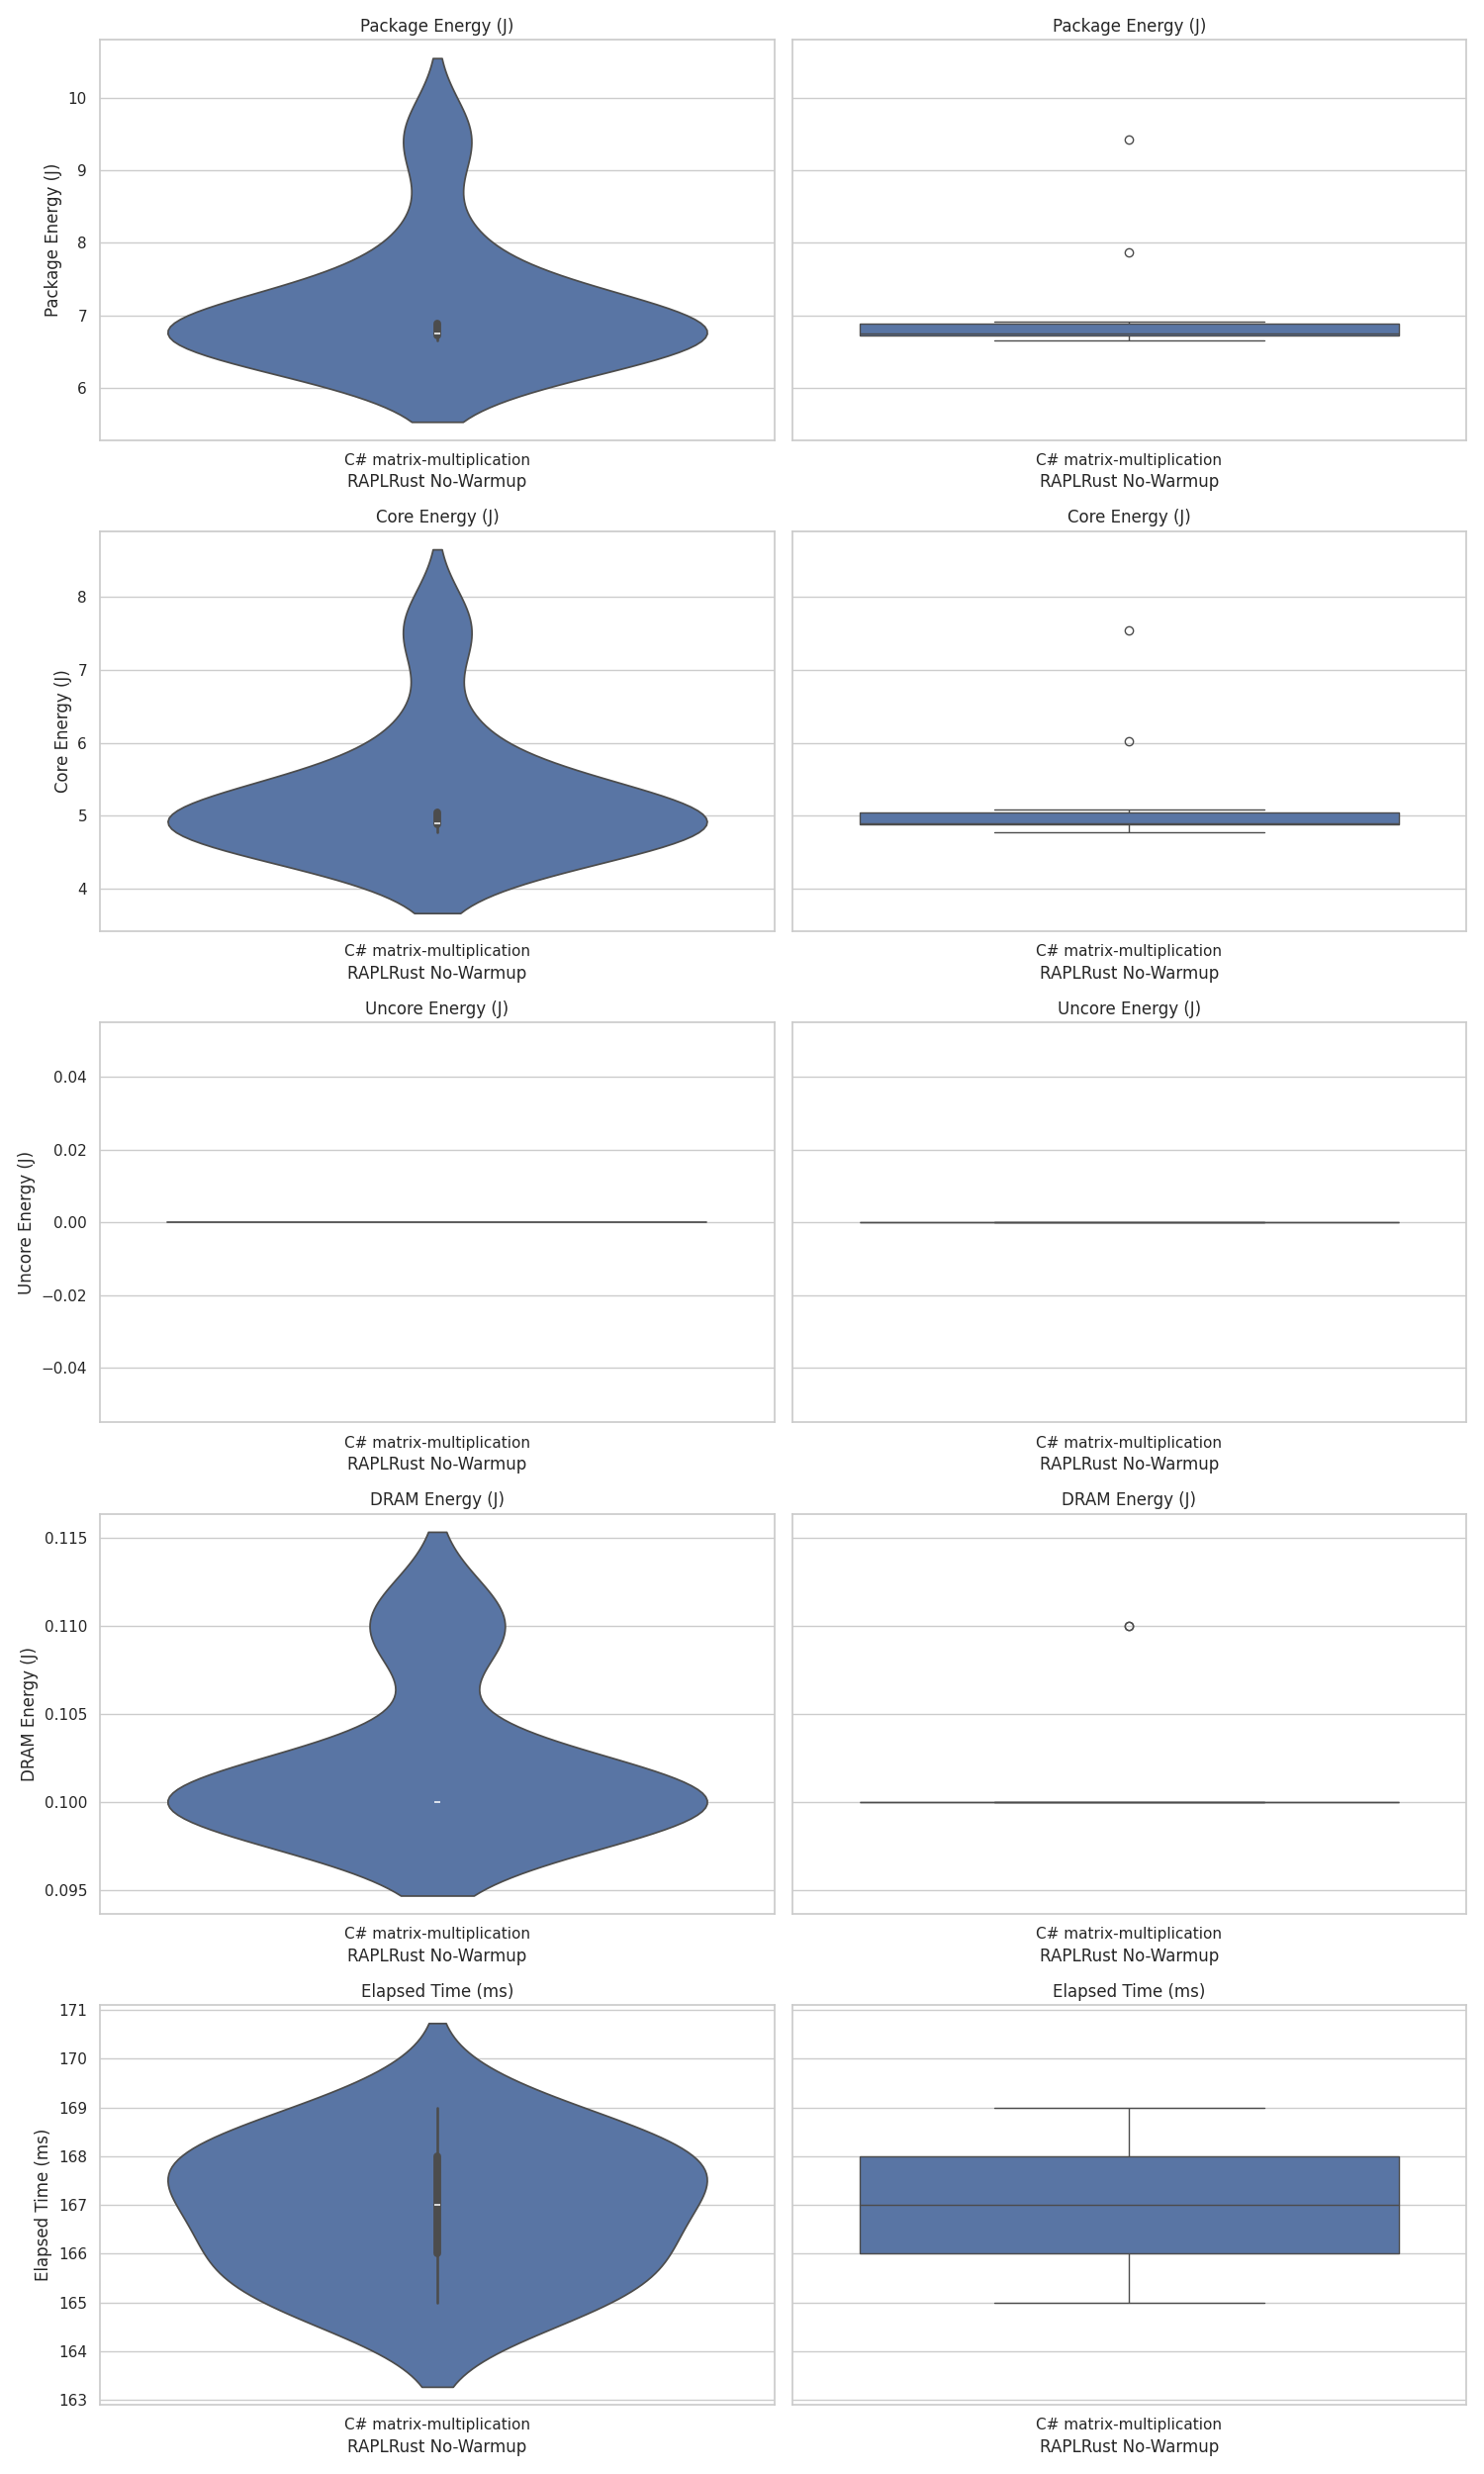 Package Energy (J)
Package Energy (J)
Package Energy (J)
10
9
8
7
6
C# matrix-multiplication
RAPLRust No-Warmup
C# matrix-multiplication
RAPLRust No-Warmup
Core Energy (J)
Core Energy (J)
Core Energy (J)
8
7
6
5
4
C# matrix-multiplication
RAPLRust No-Warmup
C# matrix-multiplication
RAPLRust No-Warmup
Uncore Energy (J)
Uncore Energy (J)
Uncore Energy (J)
0.04
0.02
0.00
−0.02
−0.04
C# matrix-multiplication
RAPLRust No-Warmup
C# matrix-multiplication
RAPLRust No-Warmup
DRAM Energy (J)
DRAM Energy (J)
DRAM Energy (J)
0.115
0.110
0.105
0.100
0.095
C# matrix-multiplication
RAPLRust No-Warmup
C# matrix-multiplication
RAPLRust No-Warmup
Elapsed Time (ms)
Elapsed Time (ms)
Elapsed Time (ms)
171
170
169
168
167
166
165
164
163
C# matrix-multiplication
RAPLRust No-Warmup
C# matrix-multiplication
RAPLRust No-Warmup